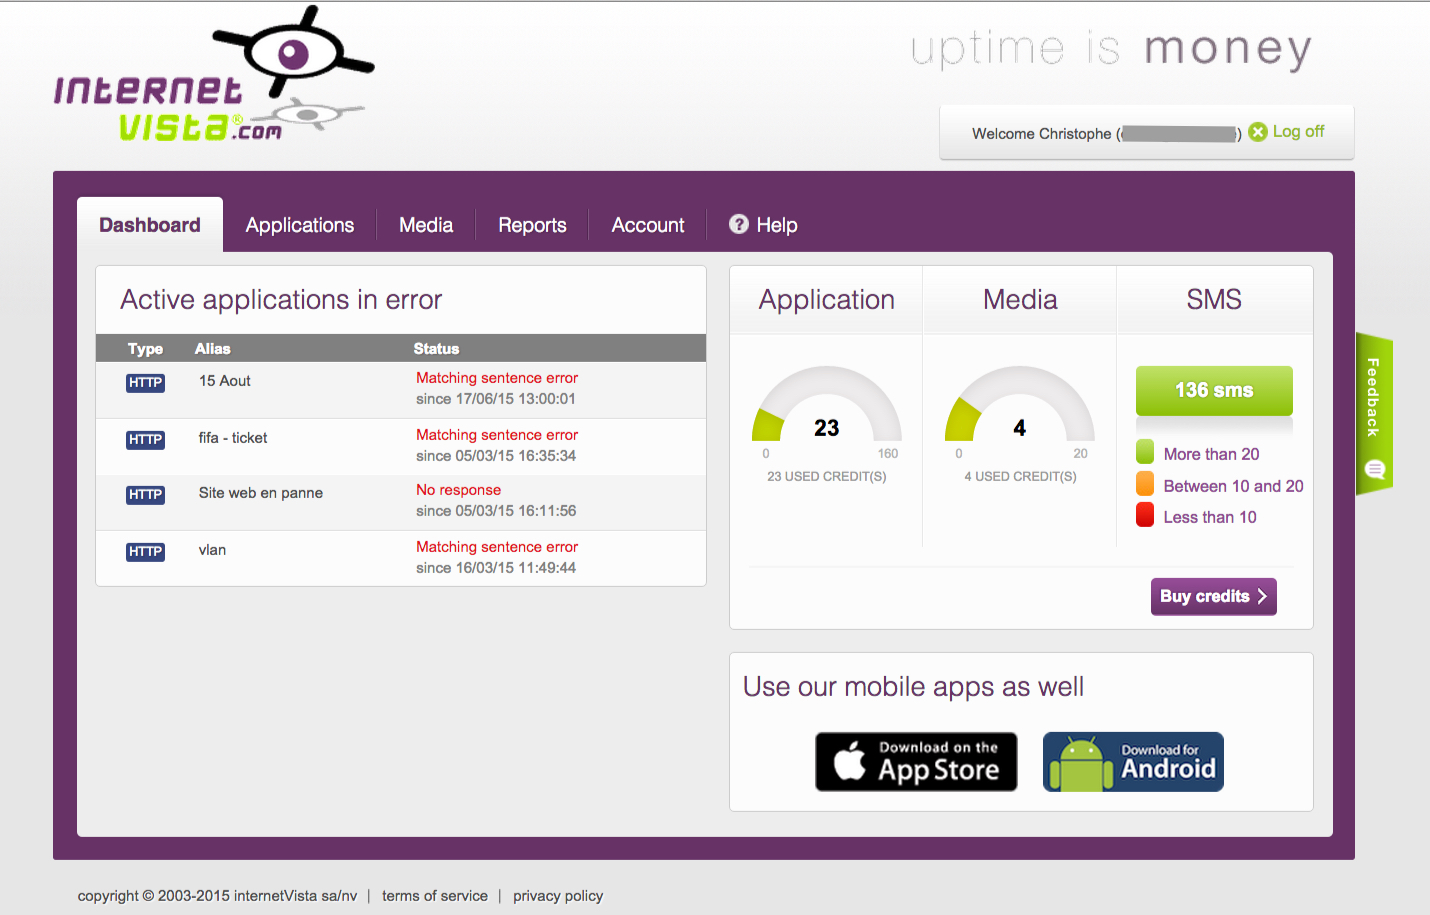 uptime is money
internet
Vista®.com
Welcome Christophe ( ) Log off
Dashboard Applications Media Reports Account ? Help
Active applications in error
Type Alias Status
HTTP 15 Aout Matching sentence error
since 17/06/15 13:00:01
HTTP fifa - ticket Matching sentence error
since 05/03/15 16:35:34
HTTP Site web en panne No response
since 05/03/15 16:11:56
HTTP vlan Matching sentence error
since 16/03/15 11:49:44
Application Media SMS
23
0 160
23 USED CREDIT(S)
4
0 20
4 USED CREDIT(S)
136 sms
More than 20
Between 10 and 20
Less than 10
Buy credits
Feedback
Use our mobile apps as well
Download on the
App Store
Download for
Android
copyright © 2003-2015 internetVista sa/nv | terms of service | privacy policy